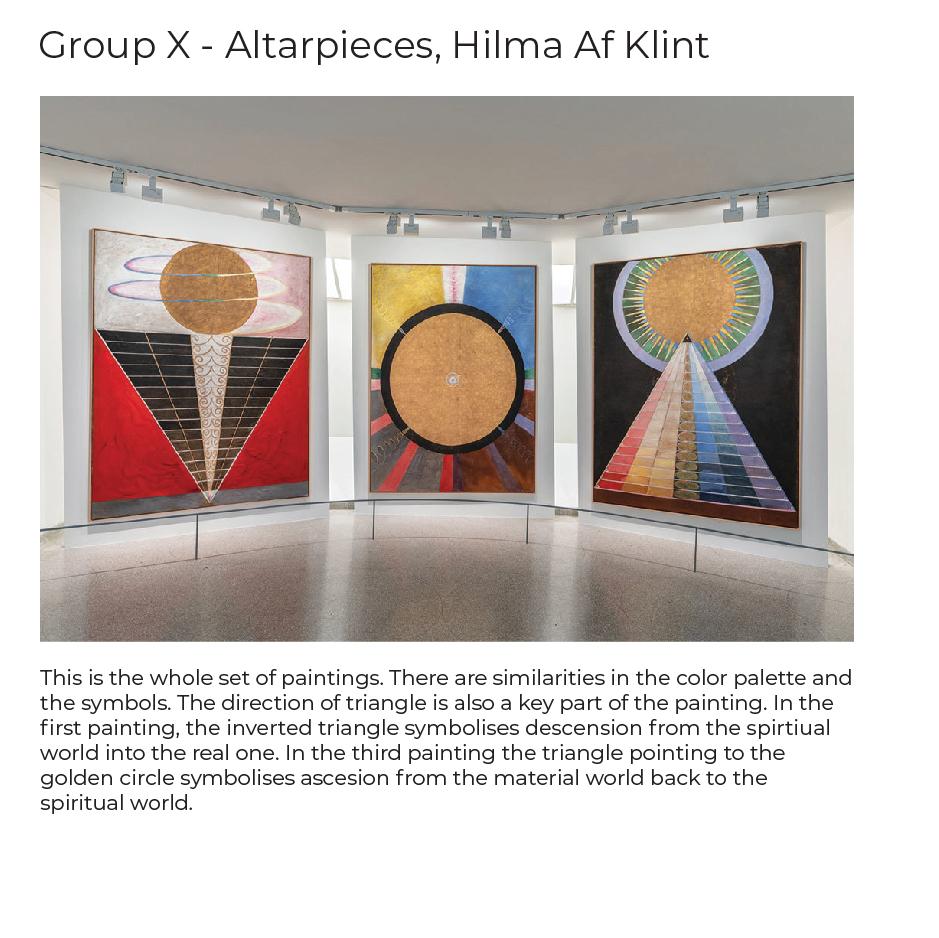 Group X - Altarpieces, Hilma Af Klint
This is the whole set of paintings. There are similarities in the color palette and
the symbols. The direction of triangle is also a key part of the painting. In the
first painting, the inverted triangle symbolises descension from the spirtiual
world into the real one. In the third painting the triangle pointing to the
golden circle symbolises ascesion from the material world back to the
spiritual world.